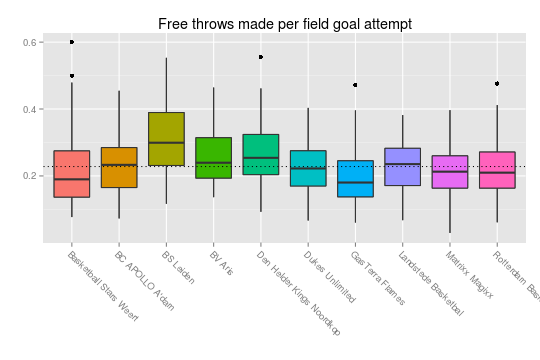 Free throws made per field goal attempt
0.6
0.4
0.2
Basketball Stars Weert
BC APOLLO A'dam
BS Leiden
BV Aris
Den Helder Kings Noordkop
Dukes Unlimited
GasTerra Flames
Landstede Basketbal
Matrixx Magixx
Rotterdam Bas